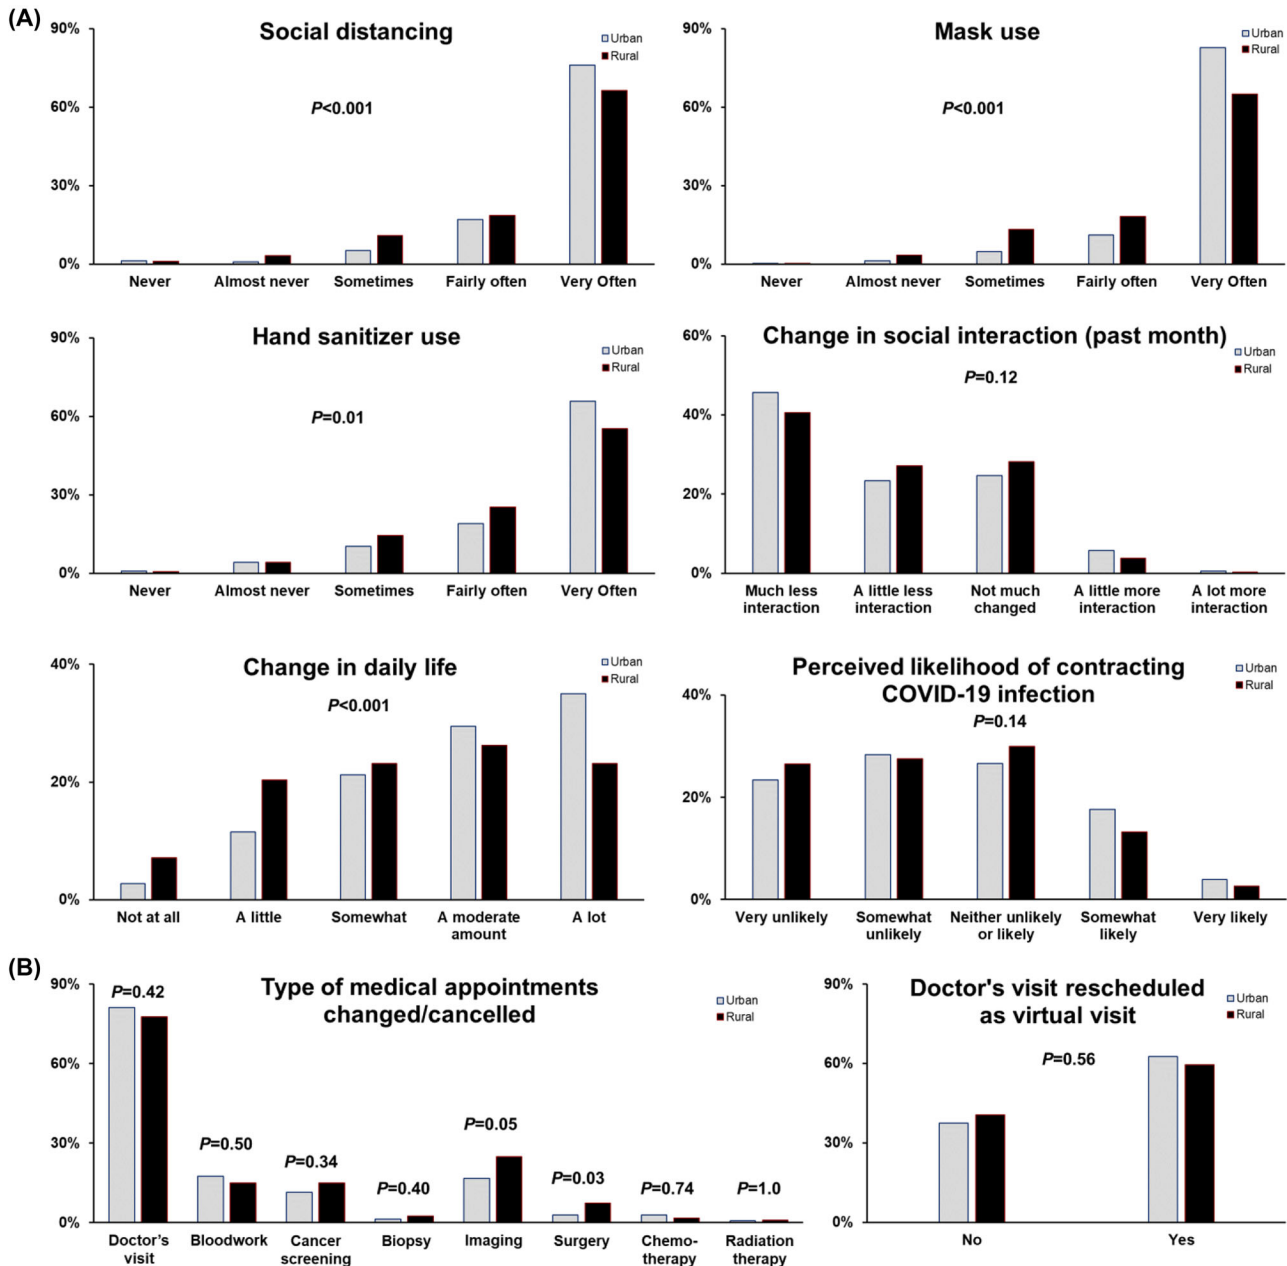 (A)
Social distancing
Urban
Rural
P<0.001
90%
60%
30%
0%
Never Almost never Sometimes Fairly often Very Often
Mask use
Urban
Rural
P<0.001
90%
60%
30%
0%
Never Almost never Sometimes Fairly often Very Often
Hand sanitizer use
Urban
Rural
P=0.01
90%
60%
30%
0%
Never Almost never Sometimes Fairly often Very Often
Change in social interaction (past month)
Urban
Rural
P=0.12
60%
40%
20%
0%
Much less A little less Not much A little more A lot more
interaction interaction changed interaction interaction
Change in daily life
Urban
Rural
P<0.001
40%
20%
0%
Not at all A little Somewhat A moderate A lot
amount
Perceived likelihood of contracting
COVID-19 infection
Urban
Rural
P=0.14
40%
20%
0%
Very unlikely Somewhat Neither unlikely Somewhat Very likely
unlikely or likely likely
(B)
Type of medical appointments
changed/cancelled
Urban
Rural
90%
60%
30%
0%
P=0.42
P=0.50
P=0.34
P=0.40
P=0.05
P=0.03
P=0.74
P=1.0
Doctor's Bloodwork Cancer Biopsy Imaging Surgery Chemo- Radiation
visit screening therapy therapy
Doctor's visit rescheduled
as virtual visit
Urban
Rural
P=0.56
90%
60%
30%
0%
No Yes